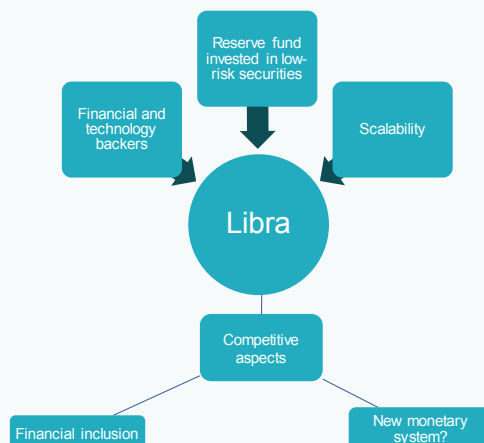 Reserve fund
invested in low-
risk securities
Financial and
technology
backers
Scalability
Libra
Competitive
aspects
Financial inclusion
New monetary
system?